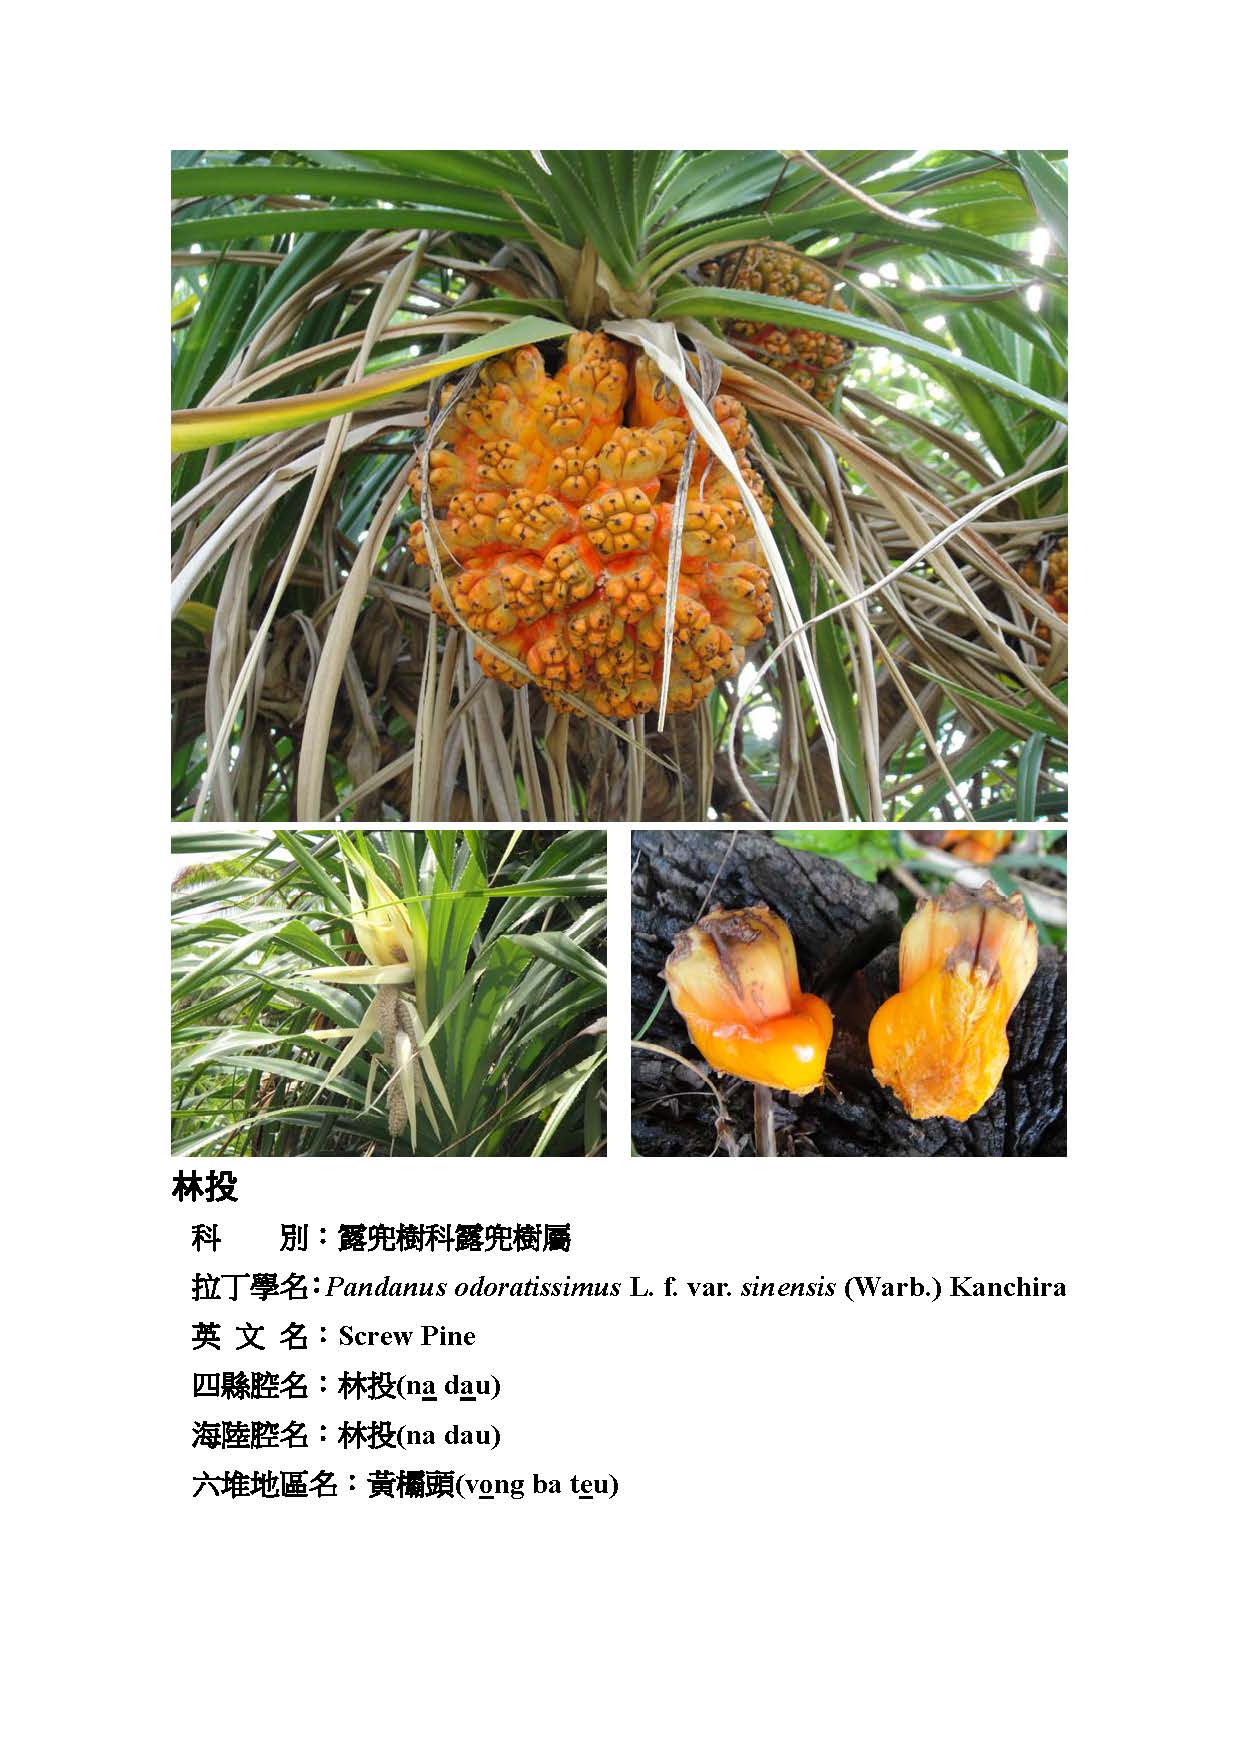 林投
科　　別：露兜樹科露兜樹屬
拉丁學名：Pandanus odoratissimus L. f. var. sinensis (Warb.) Kanchira
英 文 名：Screw Pine
四縣腔名：林投(na dau)
海陸腔名：林投(na dau)
六堆地區名：黃欛頭(vong ba teu)